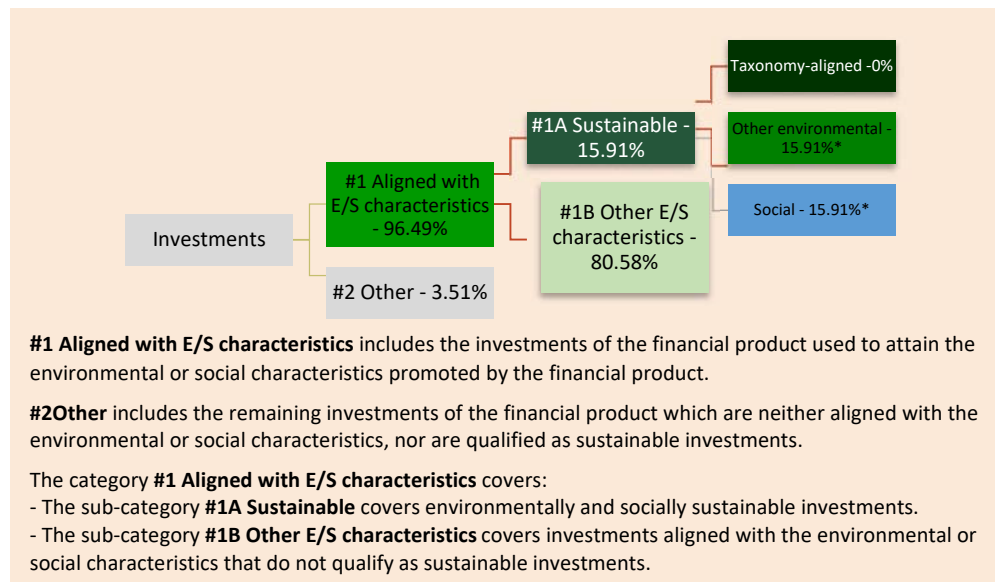 Taxonomy-aligned -0%
#1A Sustainable -
15.91%
Other environmental -
15.91%*
#1 Aligned with
E/S characteristics
- 96.49%
#1B Other E/S
characteristics -
80.58%
Social - 15.91%*
Investments
#2 Other - 3.51%
#1 Aligned with E/S characteristics includes the investments of the financial product used to attain the
environmental or social characteristics promoted by the financial product.
#2Other includes the remaining investments of the financial product which are neither aligned with the
environmental or social characteristics, nor are qualified as sustainable investments.
The category #1 Aligned with E/S characteristics covers:
- The sub-category #1A Sustainable covers environmentally and socially sustainable investments.
- The sub-category #1B Other E/S characteristics covers investments aligned with the environmental or
social characteristics that do not qualify as sustainable investments.